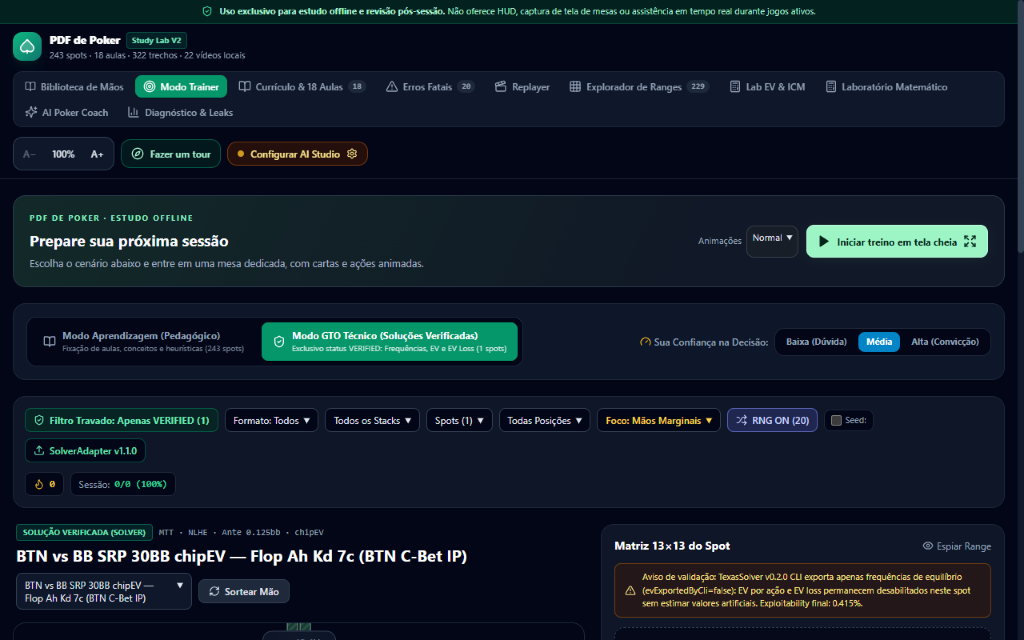 Uso exclusivo para estudo offline e revisão pós-sessão. Não oferece HUD, captura de tela de mesas ou assistência em tempo real durante jogos ativos.
PDF de Poker Study Lab V2
243 spots · 18 aulas · 322 trechos · 22 vídeos locais
Biblioteca de Mãos Modo Trainer Currículo & 18 Aulas 18 Erros Fatais 20 Replayer Explorador de Ranges 229 Lab EV & ICM Laboratório Matemático
AI Poker Coach Diagnóstico & Leaks
A− 100% A+ Fazer um tour Configurar AI Studio
PDF DE POKER · ESTUDO OFFLINE
Prepare sua próxima sessão
Escolha o cenário abaixo e entre em uma mesa dedicada, com cartas e ações animadas.
Animações Normal ▼ Iniciar treino em tela cheia
Modo Aprendizagem (Pedagógico)
Fixação de aulas, conceitos e heurísticas (243 spots)
Modo GTO Técnico (Soluções Verificadas)
Exclusivo status VERIFIED: Frequências, EV e EV Loss (1 spots)
Sua Confiança na Decisão: Baixa (Dúvida) Média Alta (Convicção)
Filtro Travado: Apenas VERIFIED (1) Formato: Todos ▼ Todos os Stacks ▼ Spots (1) ▼ Todas Posições ▼ Foco: Mãos Marginais ▼ RNG ON (20) Seed:
SolverAdapter v1.1.0
0 Sessão: 0/0 (100%)
SOLUÇÃO VERIFICADA (SOLVER) MTT · NLHE · Ante 0.125bb · chipEV
BTN vs BB SRP 30BB chipEV — Flop Ah Kd 7c (BTN C-Bet IP)
BTN vs BB SRP 30BB chipEV —
Flop Ah Kd 7c (BTN C-Bet IP) ▼
Sortear Mão
Matriz 13×13 do Spot Espiar Range
Aviso de validação: TexasSolver v0.2.0 CLI exporta apenas frequências de equilíbrio
(evExportedByCli=false): EV por ação e EV loss permanecem desabilitados neste spot
sem estimar valores artificiais. Exploitability final: 0.415%.